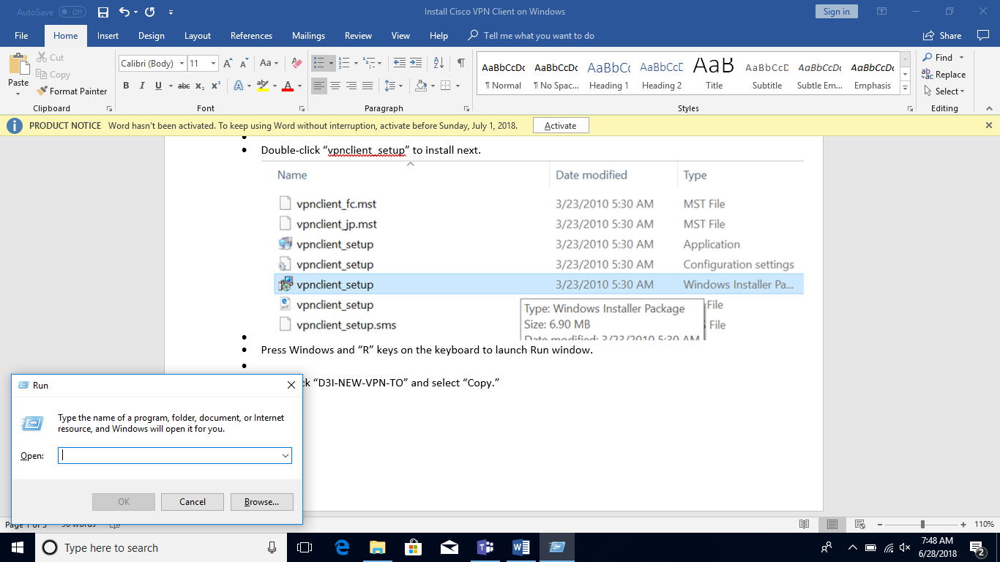 AutoSave Off
Install Cisco VPN Client on Windows
Sign in
File Home Insert Design Layout References Mailings Review View Help Tell me what you want to do Share
Paste
Cut
Copy
Format Painter
Clipboard
Calibri (Body) 11
Aa
B I U abc x₂ x²
A ab A
Font
Paragraph
AaBbCcDc AaBbCcDc AaBbCc AaBbCcD AaB AaBbCcD AaBbCcDc AaBbCcDc
¶ Normal ¶ No Spac... Heading 1 Heading 2 Title Subtitle Subtle Em... Emphasis
Styles
Find
Replace
Select
Editing
PRODUCT NOTICE Word hasn't been activated. To keep using Word without interruption, activate before Sunday, July 1, 2018. Activate
• Double-click “vpnclient_setup” to install next.
Name Date modified Type
vpnclient_fc.mst 3/23/2010 5:30 AM MST File
vpnclient_jp.mst 3/23/2010 5:30 AM MST File
vpnclient_setup 3/23/2010 5:30 AM Application
vpnclient_setup 3/23/2010 5:30 AM Configuration settings
vpnclient_setup 3/23/2010 5:30 AM Windows Installer Pa...
vpnclient_setup File
vpnclient_setup.sms File
Type: Windows Installer Package
Size: 6.90 MB
Date modified: 3/23/2010 5:30 AM
• Press Windows and “R” keys on the keyboard to launch Run window.
“D3I-NEW-VPN-TO” and select “Copy.”
Run
Type the name of a program, folder, document, or Internet
resource, and Windows will open it for you.
Open:
OK Cancel Browse...
Page 1 of 3 words
110%
Type here to search
7:48 AM
6/28/2018
2